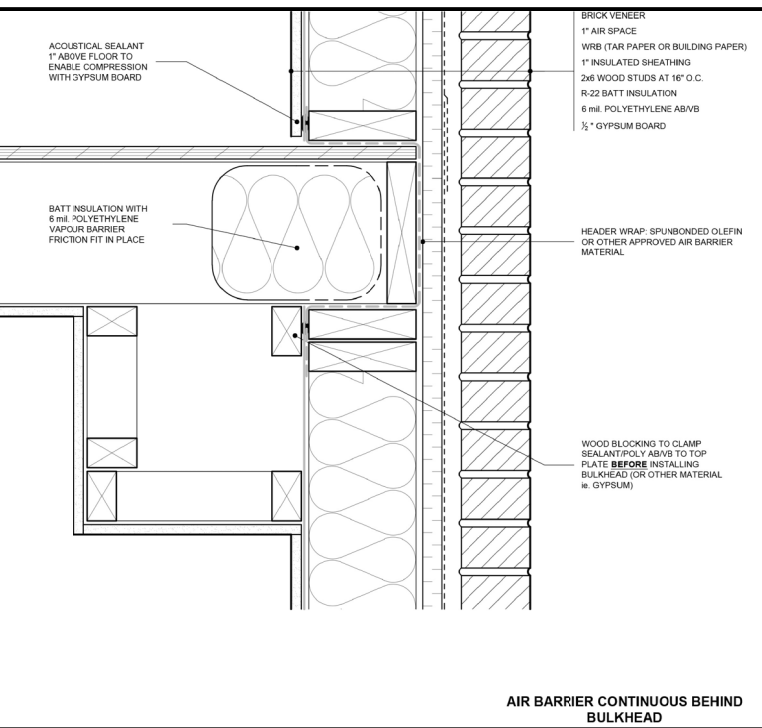 ACOUSTICAL SEALANT
1" ABOVE FLOOR TO
ENABLE COMPRESSION
WITH GYPSUM BOARD
BRICK VENEER
1" AIR SPACE
WRB (TAR PAPER OR BUILDING PAPER)
1" INSULATED SHEATHING
2x6 WOOD STUDS AT 16" O.C.
R-22 BATT INSULATION
6 mil. POLYETHYLENE AB/VB
½ " GYPSUM BOARD
BATT INSULATION WITH
6 mil. POLYETHYLENE
VAPOUR BARRIER
FRICTION FIT IN PLACE
HEADER WRAP: SPUNBONDED OLEFIN
OR OTHER APPROVED AIR BARRIER
MATERIAL
WOOD BLOCKING TO CLAMP
SEALANT/POLY AB/VB TO TOP
PLATE BEFORE INSTALLING
BULKHEAD (OR OTHER MATERIAL
ie. GYPSUM)
AIR BARRIER CONTINUOUS BEHIND
BULKHEAD